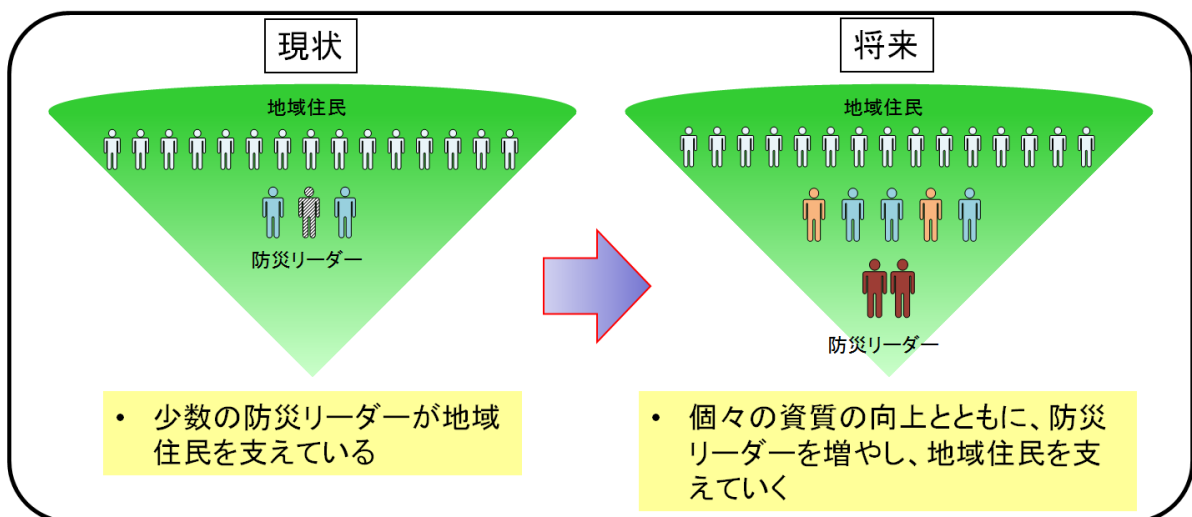 現状
地域住民
防災リーダー
• 少数の防災リーダーが地域
住民を支えている
将来
地域住民
防災リーダー
• 個々の資質の向上とともに、防災
リーダーを増やし、地域住民を支
えていく